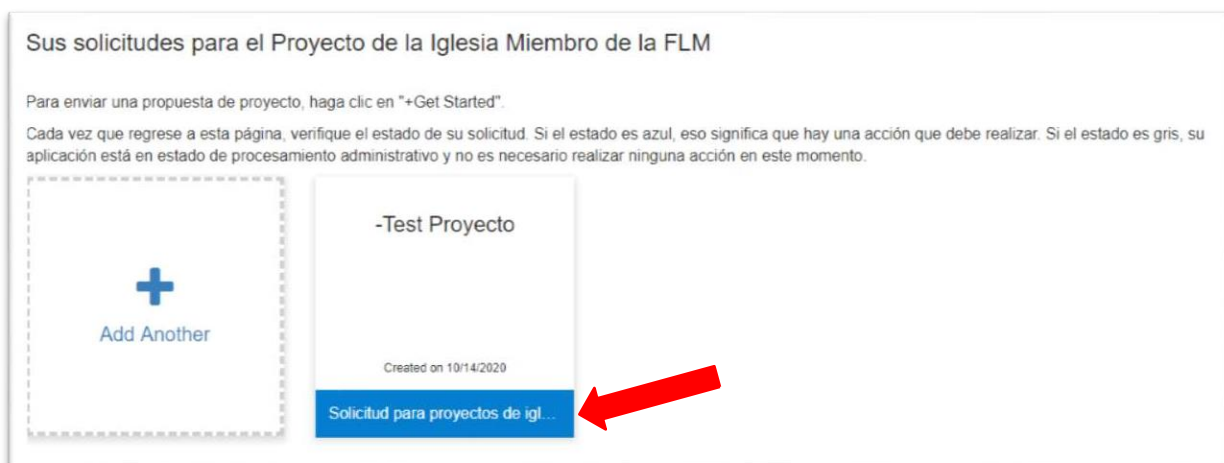 Sus solicitudes para el Proyecto de la Iglesia Miembro de la FLM
Para enviar una propuesta de proyecto, haga clic en "+Get Started".
Cada vez que regrese a esta página, verifique el estado de su solicitud. Si el estado es azul, eso significa que hay una acción que debe realizar. Si el estado es gris, su
aplicación está en estado de procesamiento administrativo y no es necesario realizar ninguna acción en este momento.
Add Another
-Test Proyecto
Created on 10/14/2020
Solicitud para proyectos de igl...